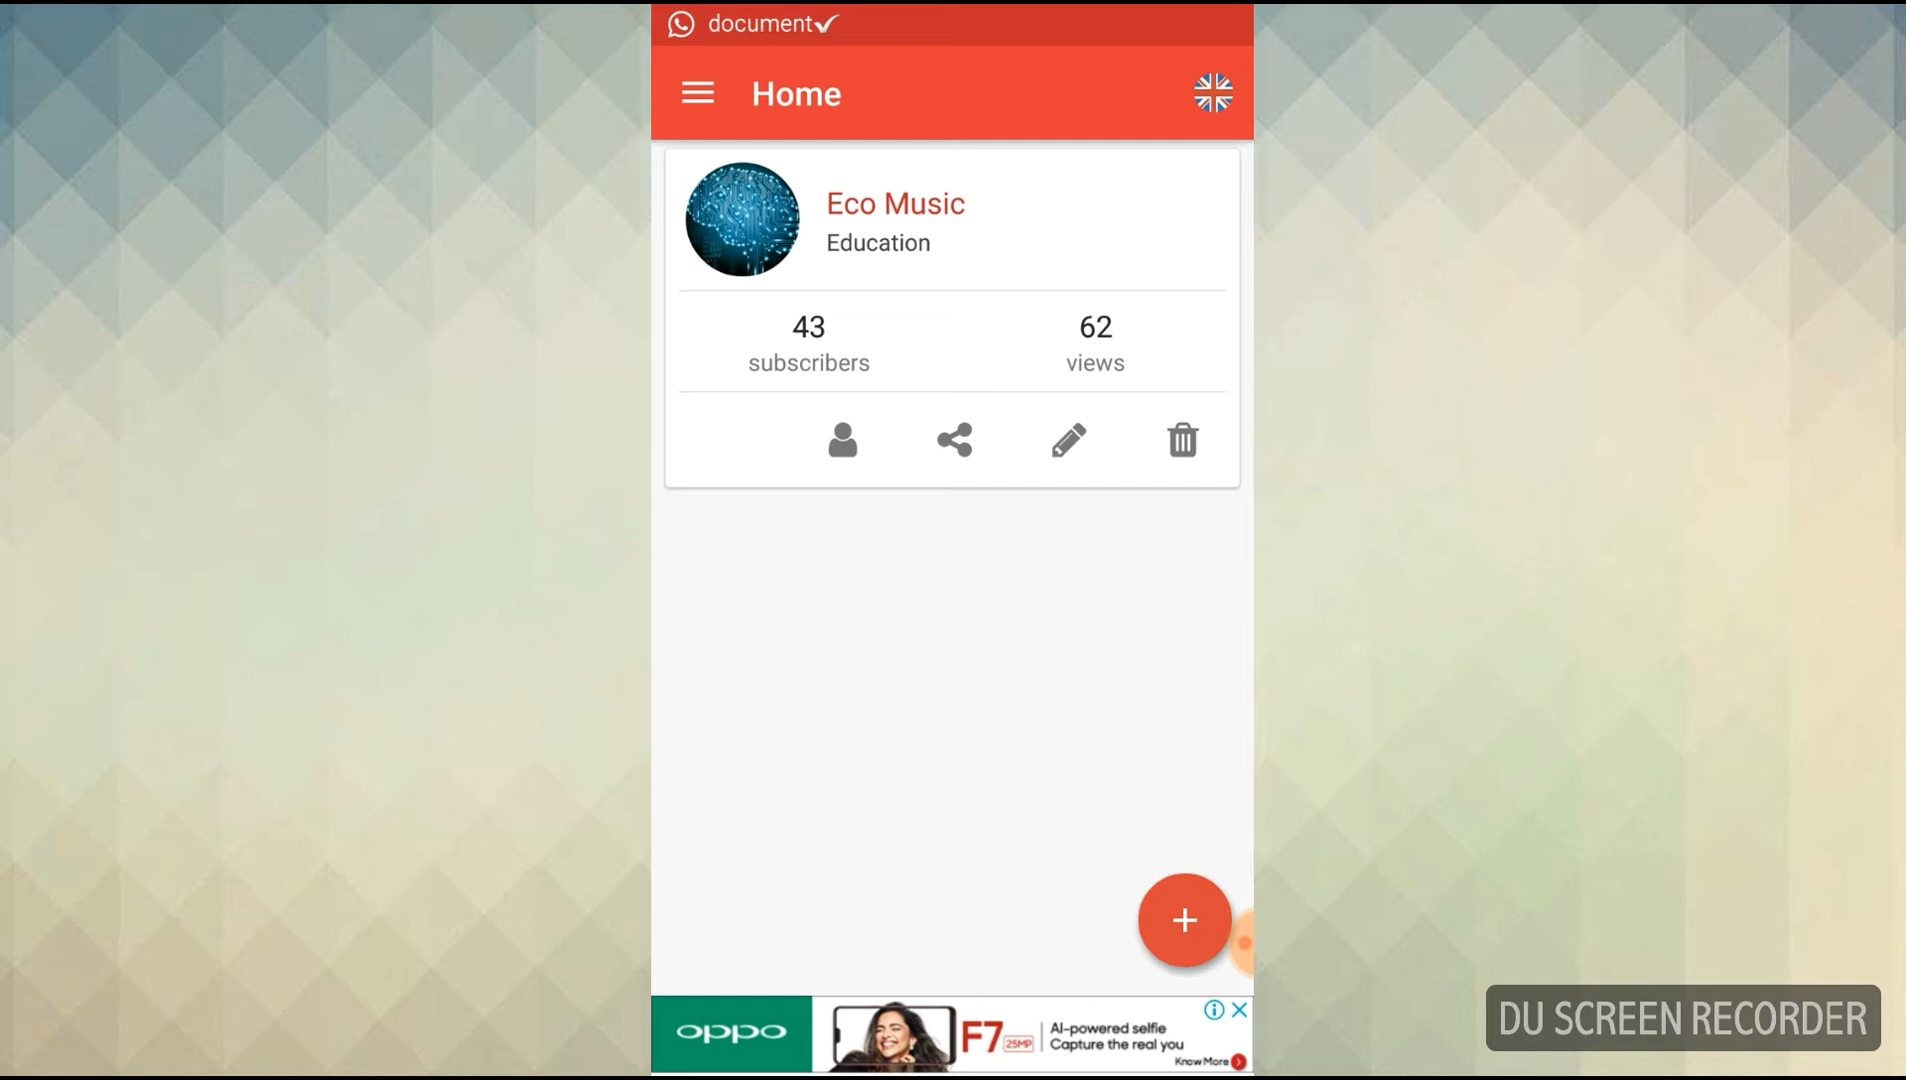 document
Home
Eco Music
Education
43
subscribers
62
views
oppo
F7 25MP
AI-powered selfie
Capture the real you
Know More
DU SCREEN RECORDER